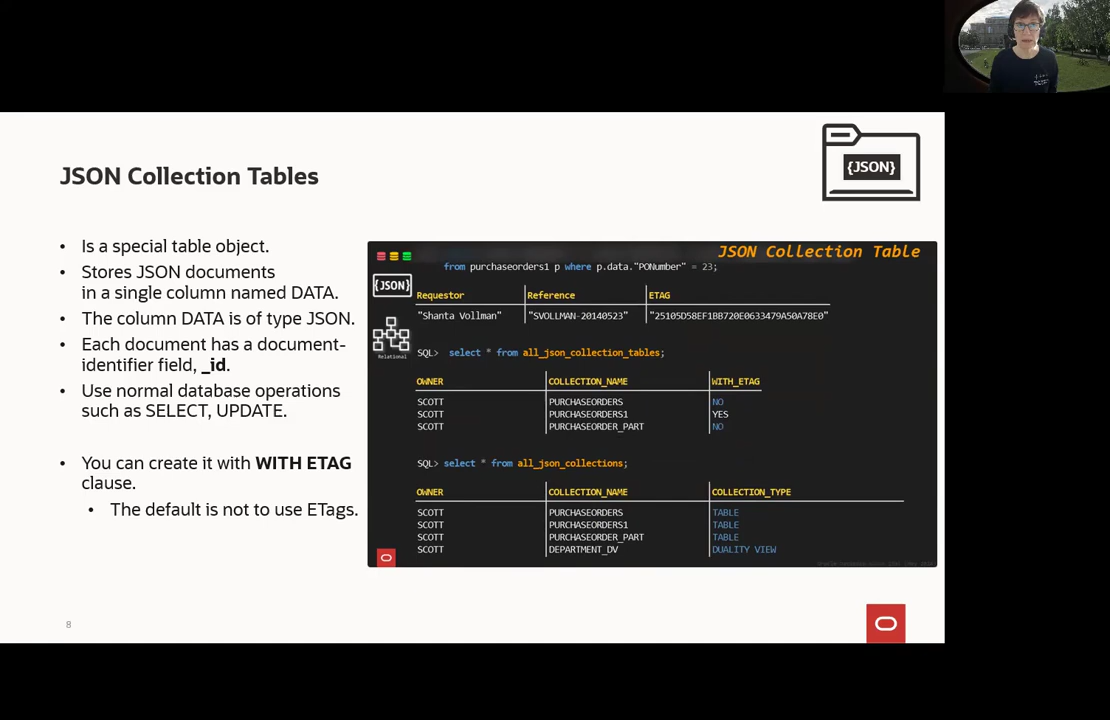 {JSON}
JSON Collection Tables
• Is a special table object.
• Stores JSON documents
in a single column named DATA.
• The column DATA is of type JSON.
• Each document has a document-
identifier field, _id.
• Use normal database operations
such as SELECT, UPDATE.
• You can create it with WITH ETAG
clause.
• The default is not to use ETags.
JSON Collection Table
{JSON}
Relational
from purchaseorders1 p where p.data."PONumber" = 23;
Requestor Reference ETAG
"Shanta Vollman" "SVOLLMAN-20140523" "25105D58EF1BB720E0633479A50A78E0"
SQL> select * from all_json_collection_tables;
OWNER COLLECTION_NAME WITH_ETAG
SCOTT PURCHASEORDERS NO
SCOTT PURCHASEORDERS1 YES
SCOTT PURCHASEORDER_PART NO
SQL> select * from all_json_collections;
OWNER COLLECTION_NAME COLLECTION_TYPE
SCOTT PURCHASEORDERS TABLE
SCOTT PURCHASEORDERS1 TABLE
SCOTT PURCHASEORDER_PART TABLE
SCOTT DEPARTMENT_DV DUALITY VIEW
8